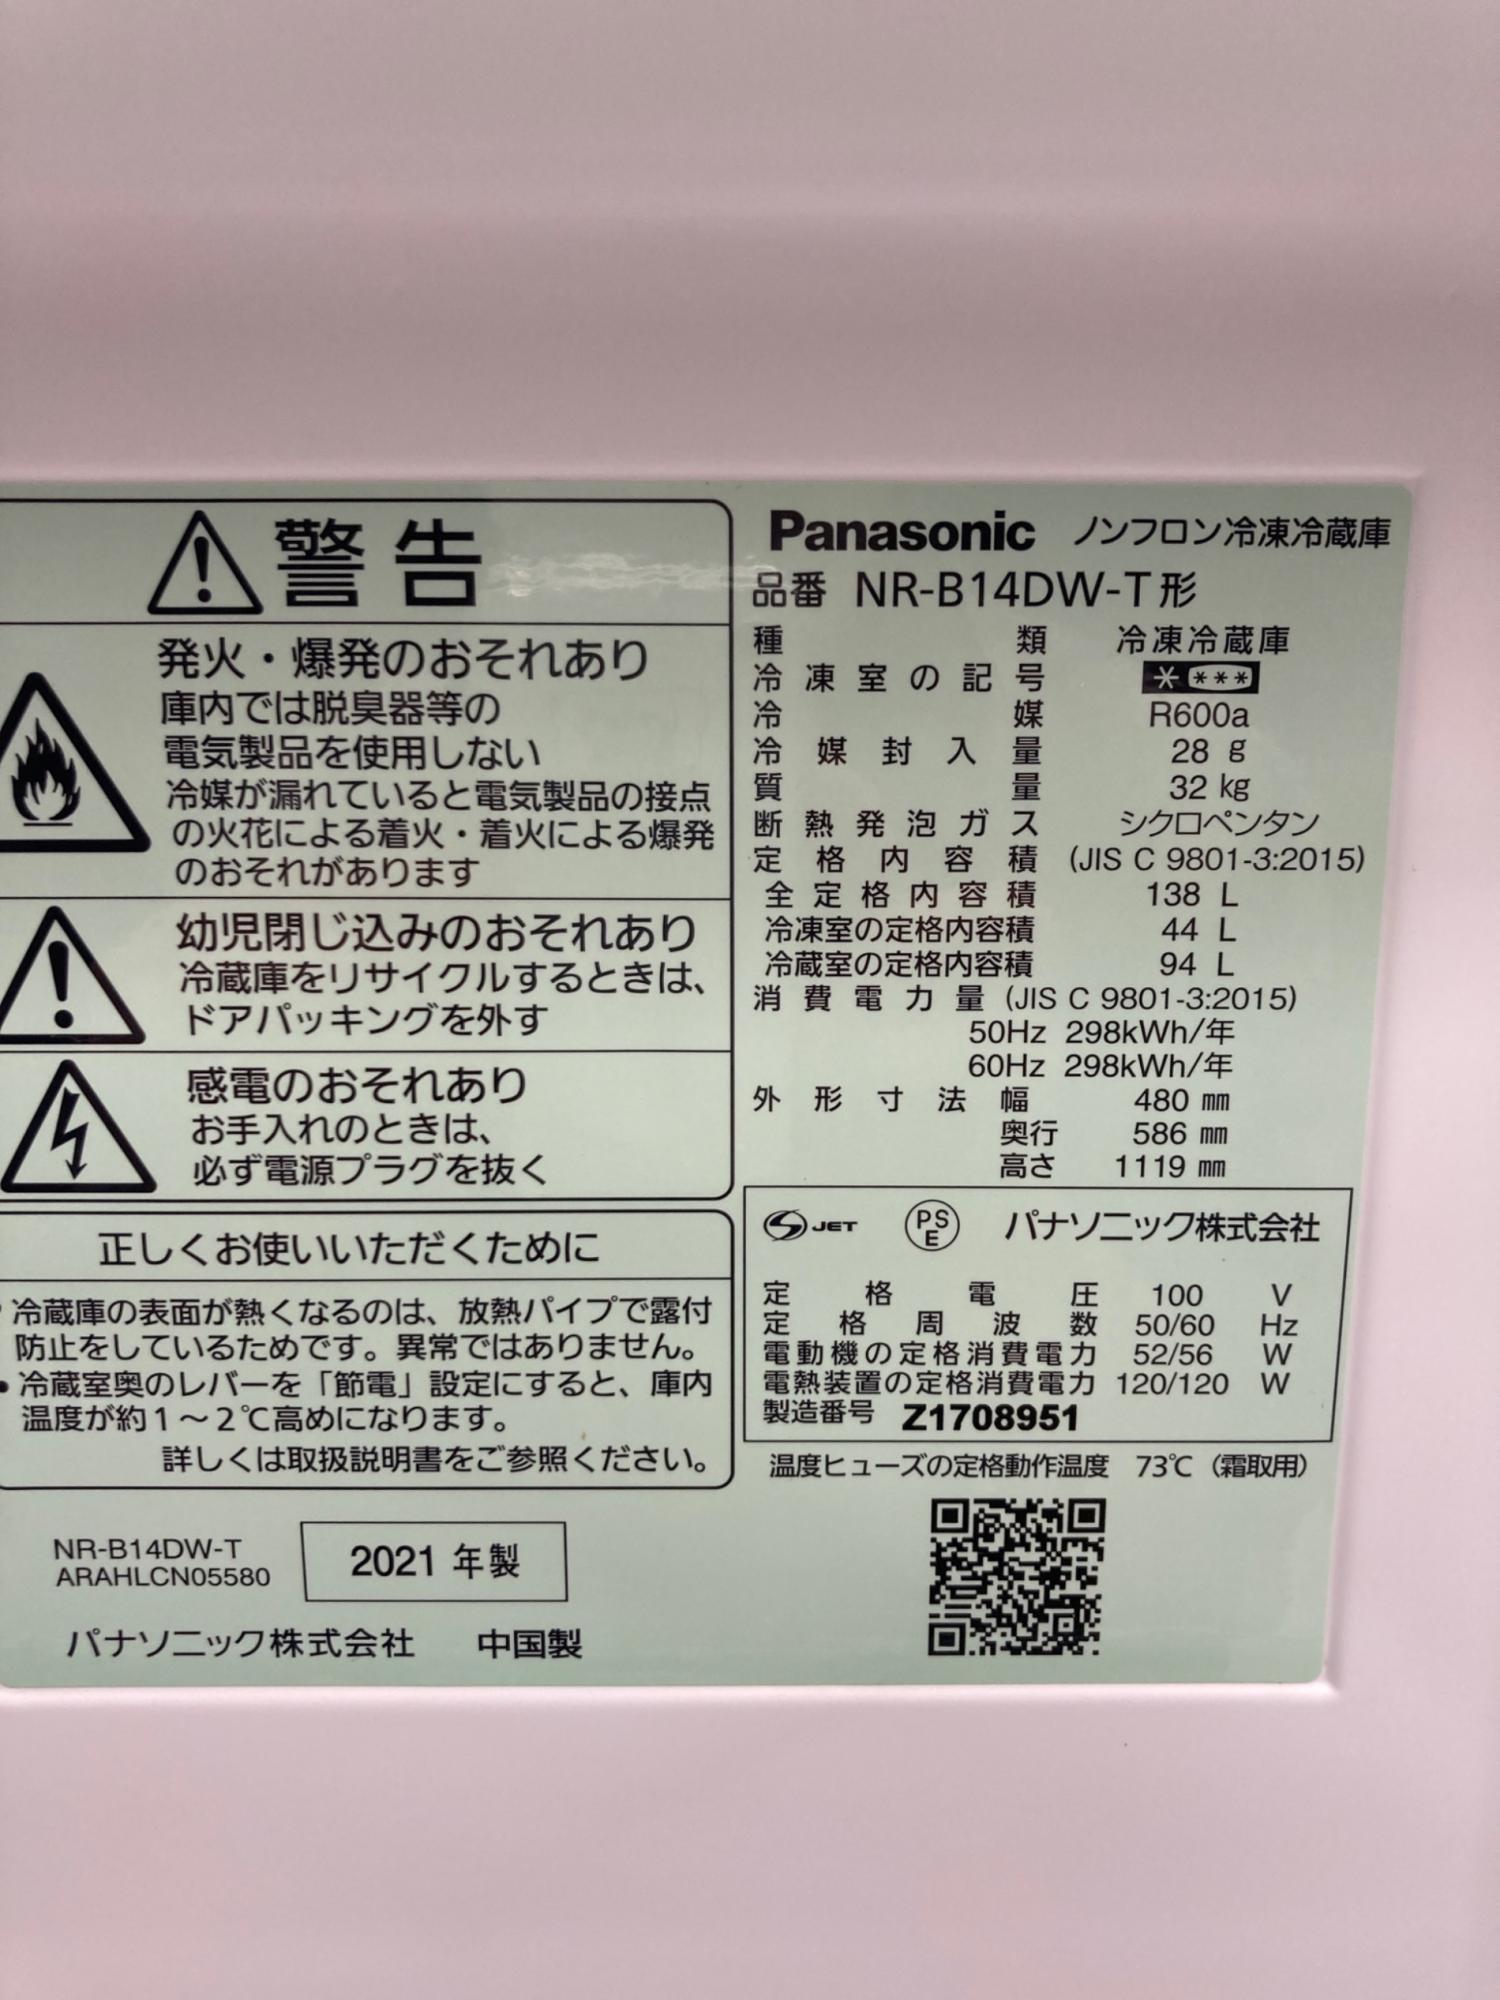 警告
発火・爆発のおそれあり
庫内では脱臭器等の
電気製品を使用しない
冷媒が漏れていると電気製品の接点
の火花による着火・着火による爆発
のおそれがあります
幼児閉じ込みのおそれあり
冷蔵庫をリサイクルするときは、
ドアパッキングを外す
感電のおそれあり
お手入れのときは、
必ず電源プラグを抜く
正しくお使いいただくために
・冷蔵庫の表面が熱くなるのは、放熱パイプで露付
防止をしているためです。異常ではありません。
・冷蔵室奥のレバーを「節電」設定にすると、庫内
温度が約1～2℃高めになります。
詳しくは取扱説明書をご参照ください。
NR-B14DW-T
ARAHLCN05580
2021 年製
パナソニック株式会社 中国製
Panasonic ノンフロン冷凍冷蔵庫
品番 NR-B14DW-T形
種類 冷凍冷蔵庫
冷凍室の記号 * ***
冷媒 R600a
冷媒封入量 28 g
質量 32 kg
断熱発泡ガス シクロペンタン
定格内容積 (JIS C 9801-3:2015)
全定格内容積 138 L
冷凍室の定格内容積 44 L
冷蔵室の定格内容積 94 L
消費電力量 (JIS C 9801-3:2015)
50Hz 298kWh/年
60Hz 298kWh/年
外形寸法 幅 480 mm
奥行 586 mm
高さ 1119 mm
S JET PSE パナソニック株式会社
定格電圧 100 V
定格周波数 50/60 Hz
電動機の定格消費電力 52/56 W
電熱装置の定格消費電力 120/120 W
製造番号 Z1708951
温度ヒューズの定格動作温度 73℃（霜取用）